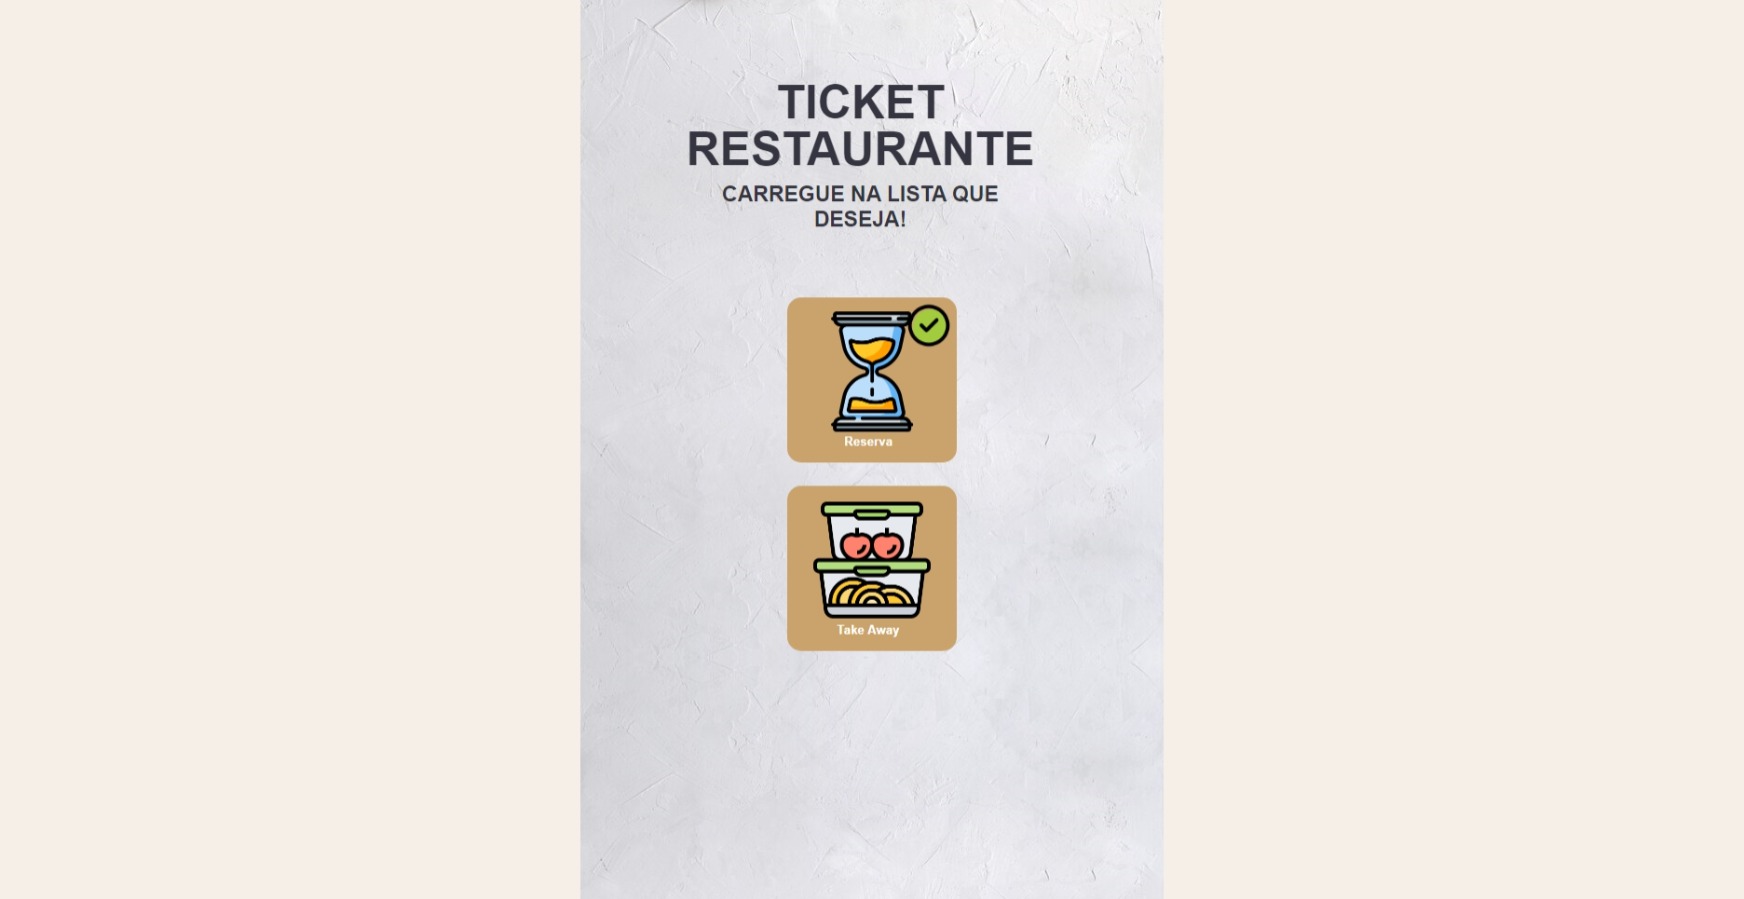 TICKET
RESTAURANTE
CARREGUE NA LISTA QUE
DESEJA!
Reserva
Take Away